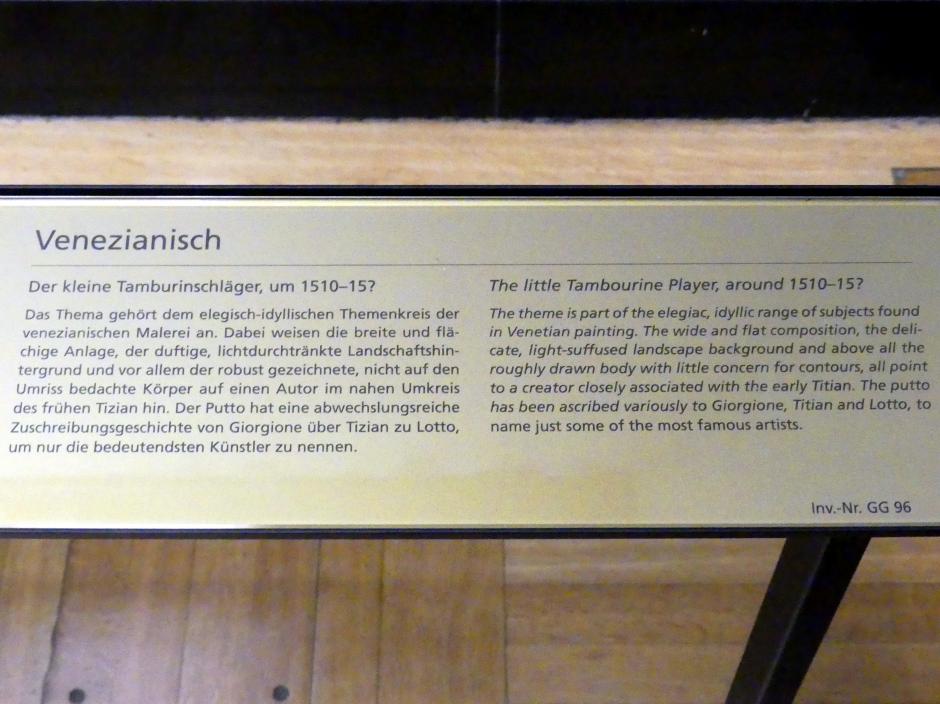 Venezianisch
Der kleine Tamburinschläger, um 1510–15?
Das Thema gehört dem elegisch-idyllischen Themenkreis der
venezianischen Malerei an. Dabei weisen die breite und flä-
chige Anlage, der duftige, lichtdurchtränkte Landschaftshin-
tergrund und vor allem der robust gezeichnete, nicht auf den
Umriss bedachte Körper auf einen Autor im nahen Umkreis
des frühen Tizian hin. Der Putto hat eine abwechslungsreiche
Zuschreibungsgeschichte von Giorgione über Tizian zu Lotto,
um nur die bedeutendsten Künstler zu nennen.
The little Tambourine Player, around 1510–15?
The theme is part of the elegiac, idyllic range of subjects found
in Venetian painting. The wide and flat composition, the deli-
cate, light-suffused landscape background and above all the
roughly drawn body with little concern for contours, all point
to a creator closely associated with the early Titian. The putto
has been ascribed variously to Giorgione, Titian and Lotto, to
name just some of the most famous artists.
Inv.-Nr. GG 96